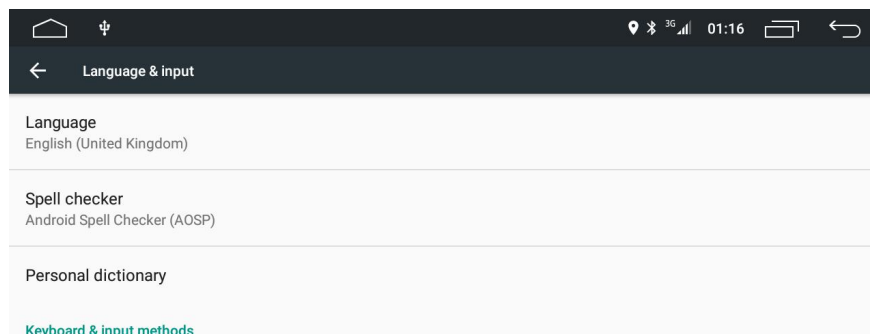 3G 01:16
Language & input
Language
English (United Kingdom)
Spell checker
Android Spell Checker (AOSP)
Personal dictionary
Keyboard & input methods